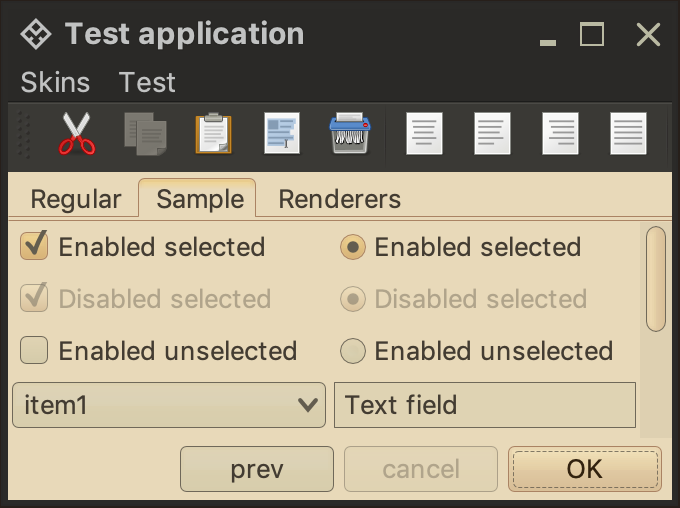 Test application
Skins Test
Regular Sample Renderers
Enabled selected Enabled selected
Disabled selected Disabled selected
Enabled unselected Enabled unselected
item1 Text field
prev cancel OK